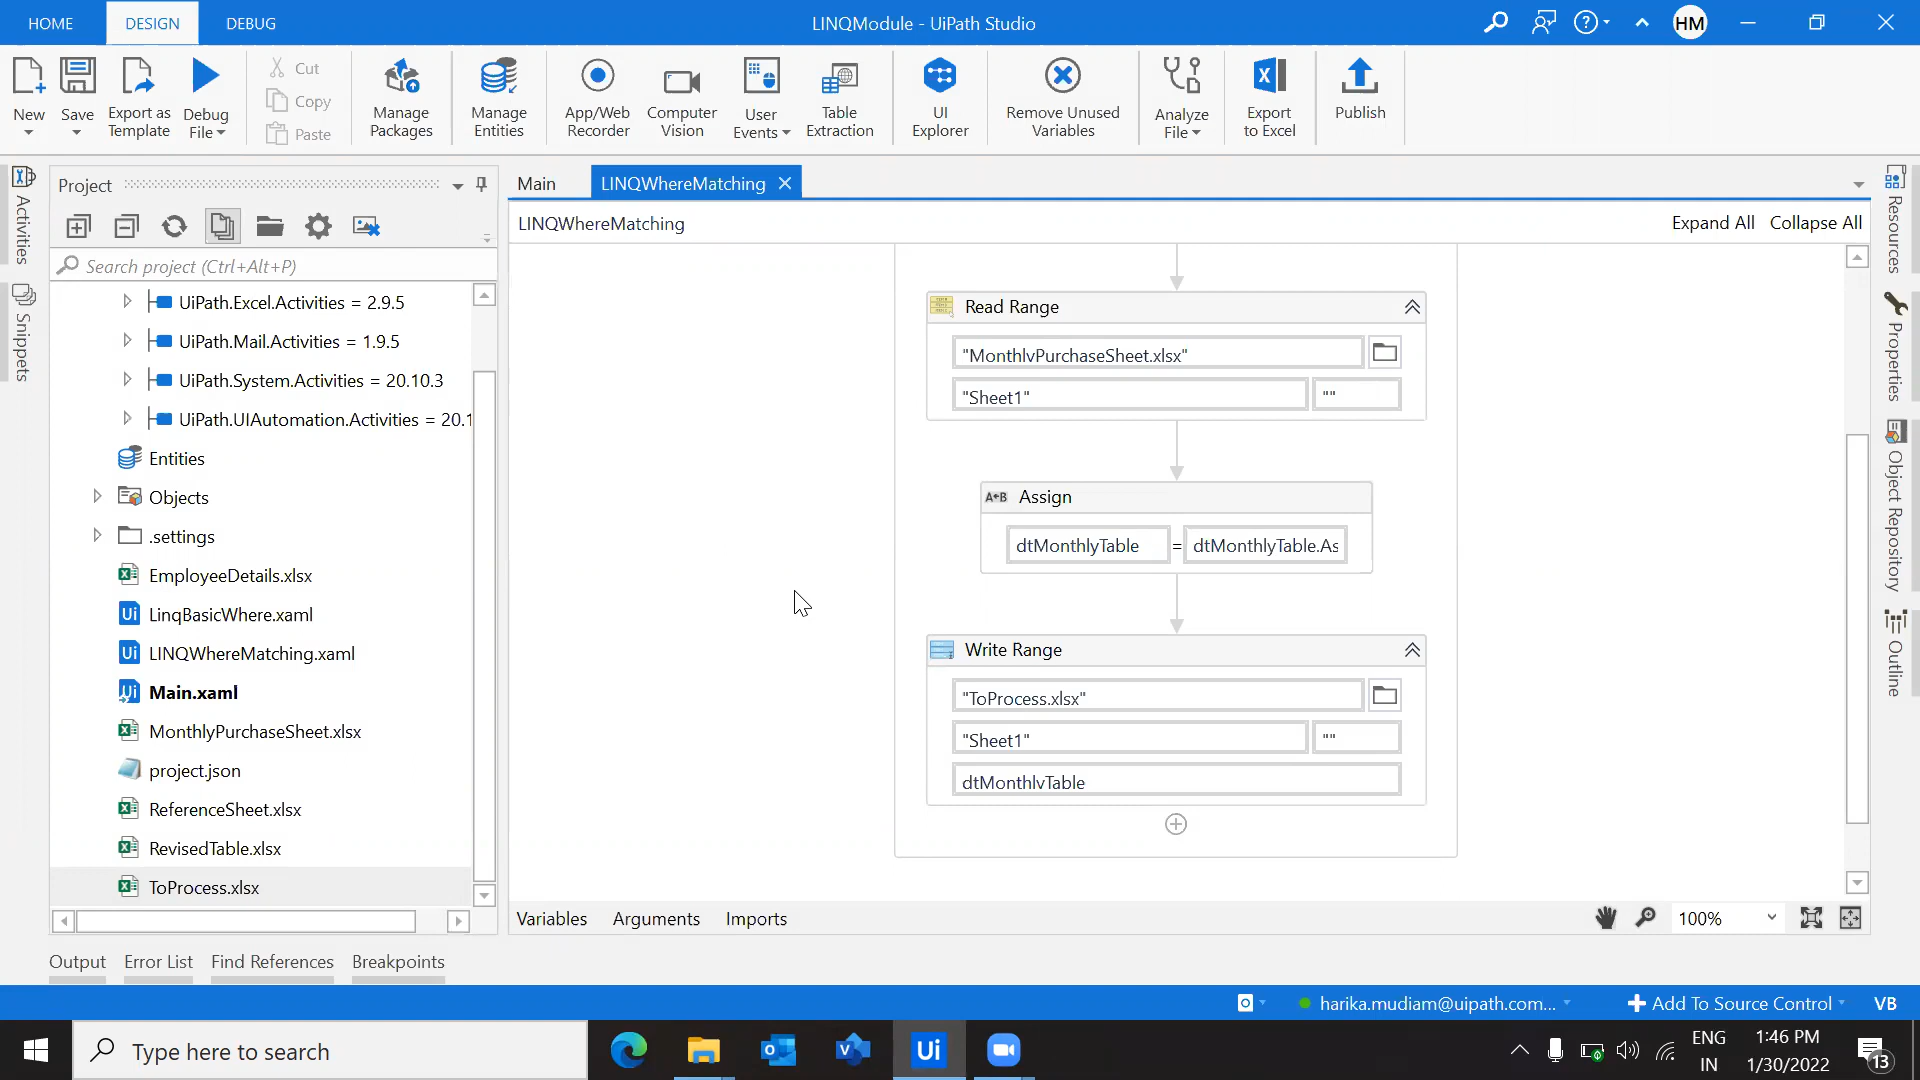 HOME
DESIGN
DEBUG
LINQModule - UiPath Studio
HM
New
Save
Export as
Template
Debug
File
Cut
Copy
Paste
Manage
Packages
Manage
Entities
App/Web
Recorder
Computer
Vision
User
Events
Table
Extraction
UI
Explorer
Remove Unused
Variables
Analyze
File
Export
to Excel
Publish
Activities
Snippets
Project
Search project (Ctrl+Alt+P)
UiPath.Excel.Activities = 2.9.5
UiPath.Mail.Activities = 1.9.5
UiPath.System.Activities = 20.10.3
UiPath.UIAutomation.Activities = 20.1
Entities
Objects
.settings
EmployeeDetails.xlsx
LinqBasicWhere.xaml
LINQWhereMatching.xaml
Main.xaml
MonthlyPurchaseSheet.xlsx
project.json
ReferenceSheet.xlsx
RevisedTable.xlsx
ToProcess.xlsx
Main
LINQWhereMatching
LINQWhereMatching
Expand All
Collapse All
Read Range
"MonthlyPurchaseSheet.xlsx"
"Sheet1"
""
A+B Assign
dtMonthlyTable = dtMonthlyTable.As
Write Range
"ToProcess.xlsx"
"Sheet1"
""
dtMonthlyTable
Resources
Properties
Object Repository
Outline
Variables
Arguments
Imports
100%
Output
Error List
Find References
Breakpoints
harika.mudiam@uipath.com...
Add To Source Control
VB
Type here to search
Ui
ENG
IN
1:46 PM
1/30/2022
13